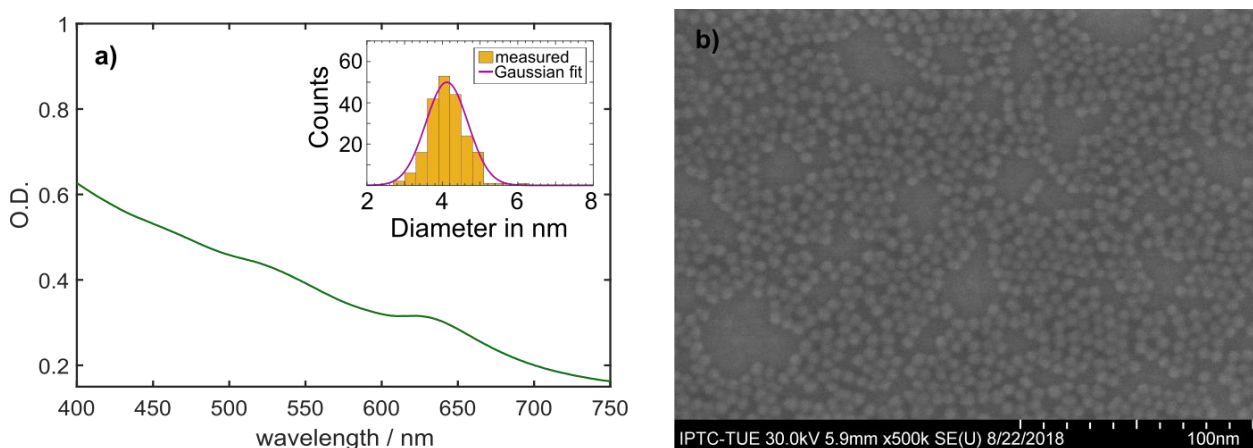 a)
1
0.8
0.6
0.4
0.2
O.D.
400 450 500 550 600 650 700 750
wavelength / nm
60
40
20
Counts
measured
Gaussian fit
2 4 6 8
Diameter in nm
b)
IPTC-TUE 30.0kV 5.9mm x500k SE(U) 8/22/2018 100nm